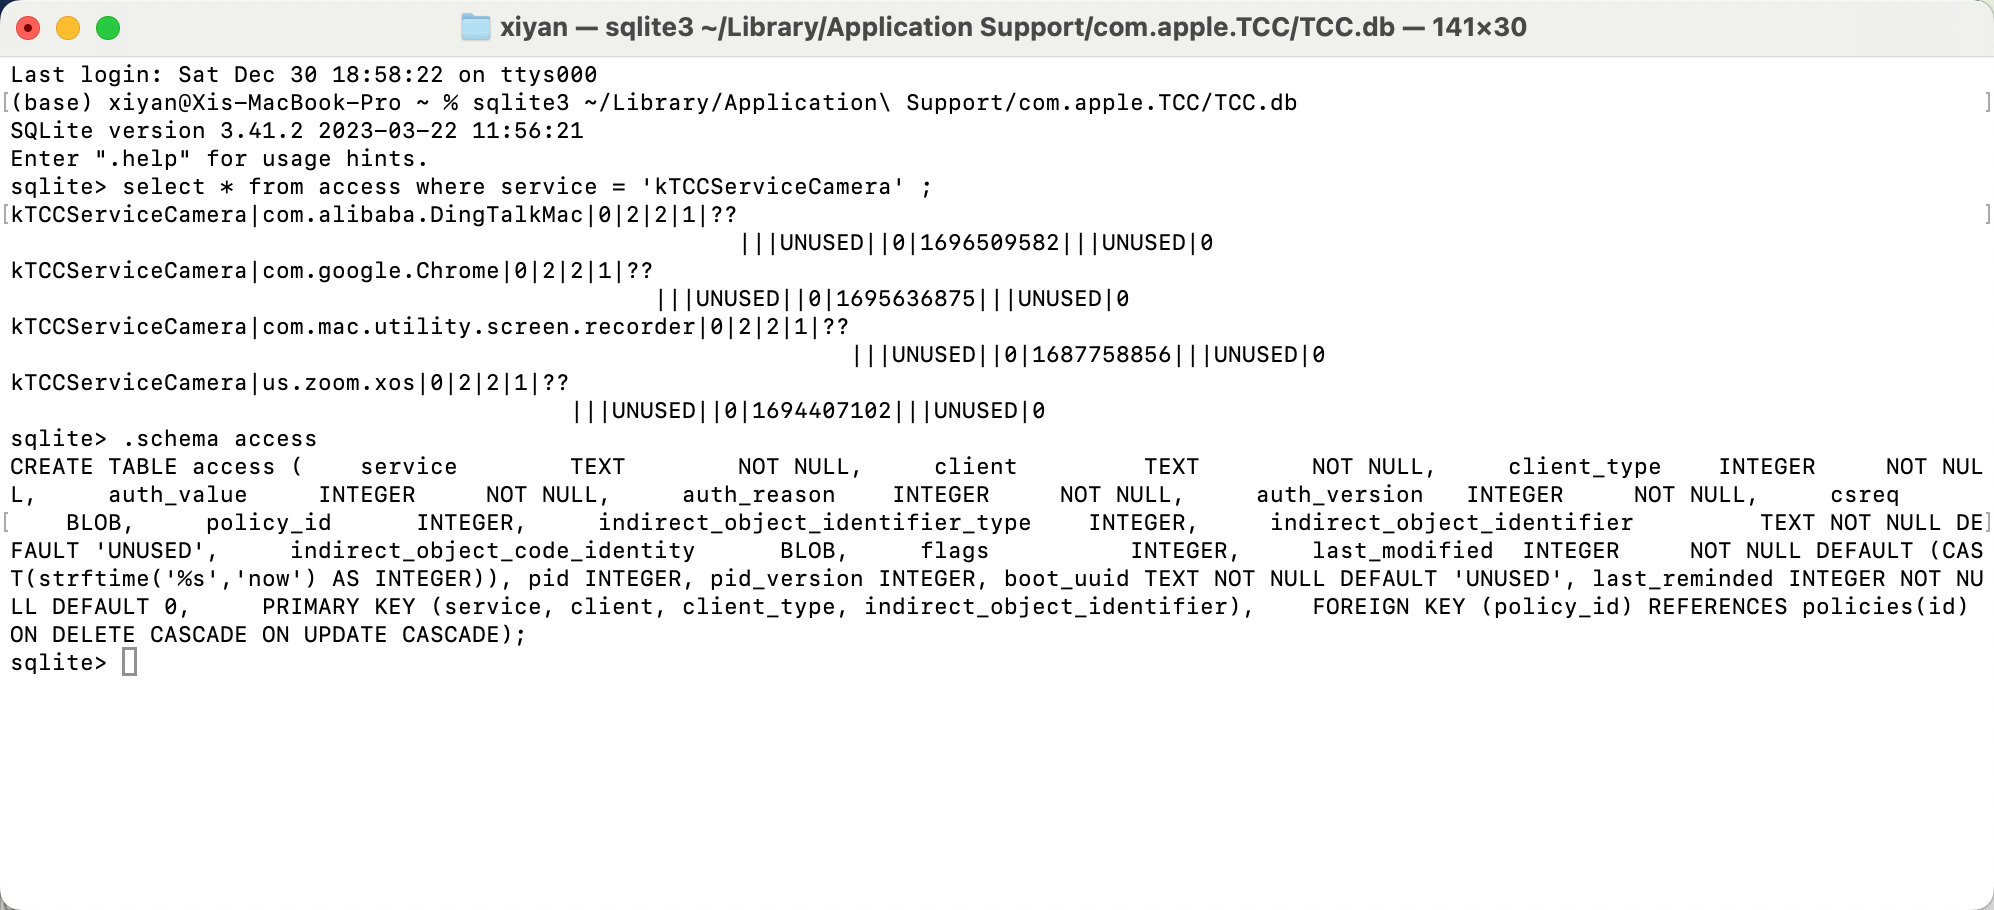 xiyan — sqlite3 ~/Library/Application Support/com.apple.TCC/TCC.db — 141×30
Last login: Sat Dec 30 18:58:22 on ttys000
[(base) xiyan@Xis-MacBook-Pro ~ % sqlite3 ~/Library/Application\ Support/com.apple.TCC/TCC.db ]
SQLite version 3.41.2 2023-03-22 11:56:21
Enter ".help" for usage hints.
sqlite> select * from access where service = 'kTCCServiceCamera' ;
[kTCCServiceCamera|com.alibaba.DingTalkMac|0|2|2|1|?? ]
|||UNUSED||0|1696509582|||UNUSED|0
kTCCServiceCamera|com.google.Chrome|0|2|2|1|??
|||UNUSED||0|1695636875|||UNUSED|0
kTCCServiceCamera|com.mac.utility.screen.recorder|0|2|2|1|??
|||UNUSED||0|1687758856|||UNUSED|0
kTCCServiceCamera|us.zoom.xos|0|2|2|1|??
|||UNUSED||0|1694407102|||UNUSED|0
sqlite> .schema access
CREATE TABLE access (    service        TEXT        NOT NULL,     client         TEXT        NOT NULL,     client_type    INTEGER     NOT NUL
L,     auth_value     INTEGER     NOT NULL,     auth_reason    INTEGER     NOT NULL,     auth_version   INTEGER     NOT NULL,     csreq
[    BLOB,     policy_id      INTEGER,     indirect_object_identifier_type    INTEGER,     indirect_object_identifier         TEXT NOT NULL DE]
FAULT 'UNUSED',     indirect_object_code_identity      BLOB,     flags          INTEGER,     last_modified  INTEGER     NOT NULL DEFAULT (CAS
T(strftime('%s','now') AS INTEGER)), pid INTEGER, pid_version INTEGER, boot_uuid TEXT NOT NULL DEFAULT 'UNUSED', last_reminded INTEGER NOT NU
LL DEFAULT 0,     PRIMARY KEY (service, client, client_type, indirect_object_identifier),    FOREIGN KEY (policy_id) REFERENCES policies(id)
ON DELETE CASCADE ON UPDATE CASCADE);
sqlite>